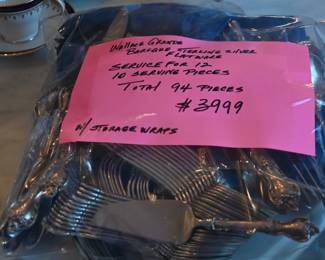 Wallace Grande
Baroque Sterling Silver
Flatware
Service for 12
10 Serving Pieces
Total 94 Pieces
#3999
w/ Storage Wraps